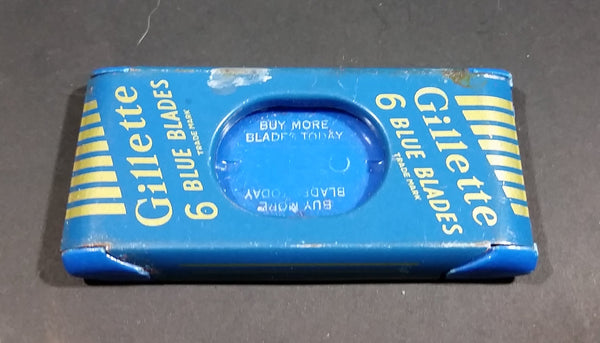 Gillette
6 BLUE BLADES
TRADE MARK
BUY MORE
BLADES TODAY
BUY MORE
BLADES TODAY
Gillette
6 BLUE BLADES
TRADE MARK